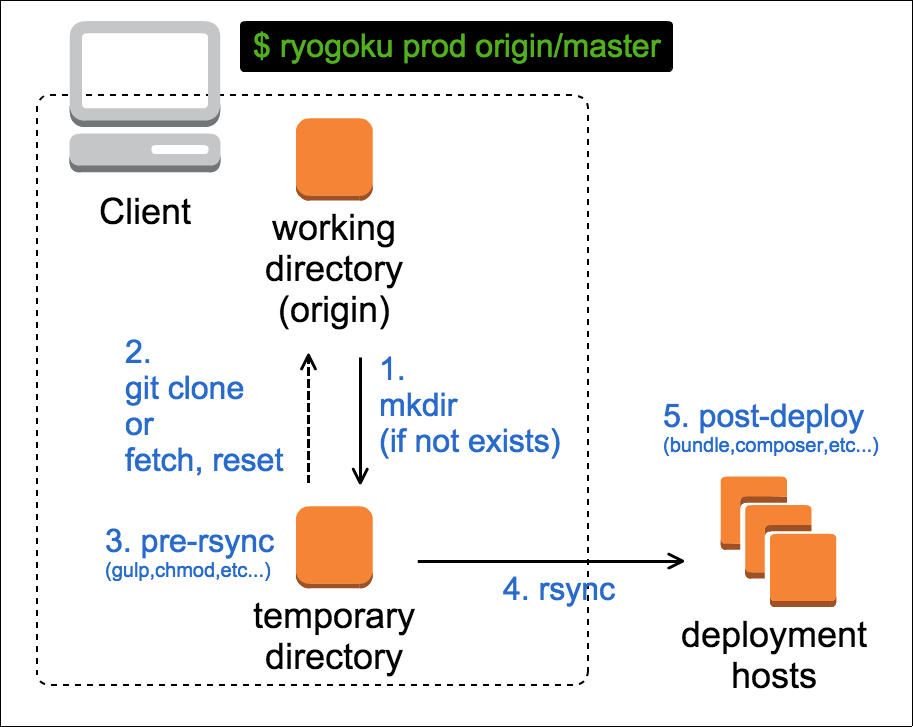 $ ryogoku prod origin/master
Client
working
directory
(origin)
2.
git clone
or
fetch, reset
1.
mkdir
(if not exists)
5. post-deploy
(bundle,composer,etc...)
3. pre-rsync
(gulp,chmod,etc...)
4. rsync
temporary
directory
deployment
hosts